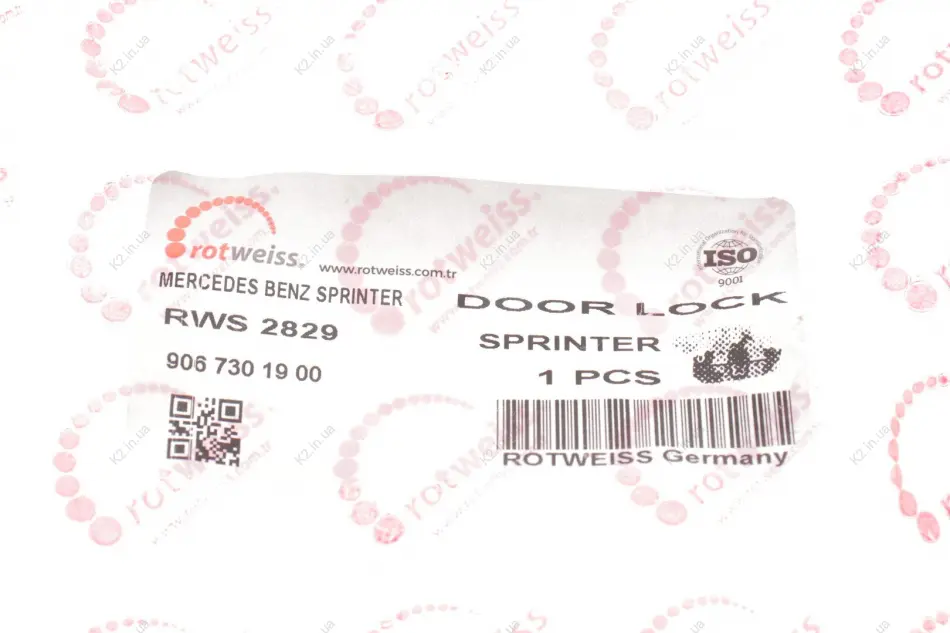 rotweiss.
www.rotweiss.com.tr
MERCEDES BENZ SPRINTER
RWS 2829
906 730 19 00
ISO
9001
DOOR LOCK
SPRINTER
1 PCS
ROTWEISS Germany